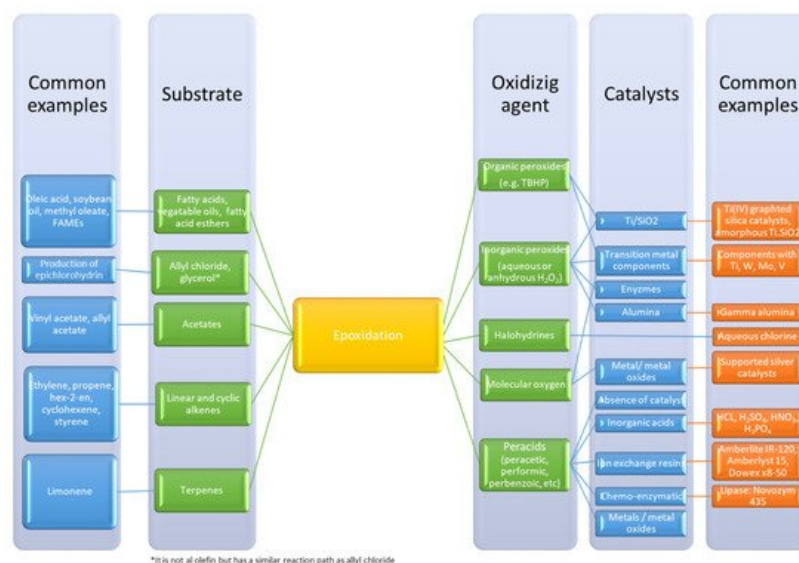 Common
examples
Substrate
Oxidizig
agent
Catalysts
Common
examples
Oleic acid, soybean
oil, methyl oleate,
FAMEs
Production of
epichlorohydrin
Vinyl acetate, allyl
acetate
Ethylene, propene,
hex-2-en,
cyclohexene,
styrene
Limonene
Fatty acids,
vegatable oils, fatty
acid esthers
Allyl chloride,
glycerol*
Acetates
Linear and cyclic
alkenes
Terpenes
Epoxidation
Organic peroxides
(e.g. TBHP)
Inorganic peroxides
(aqueous or
anhydrous H₂O₂)
Halohydrines
Molecular oxygen
Peracids
(peracetic,
performic,
perbenzoic, etc)
Ti/SiO2
Transition metal
components
Enyzmes
Alumina
Metal/ metal
oxides
Absence of catalyst
Inorganic acids
Ion exchange resins
Chemo-enzymatic
Metals / metal
oxides
Ti(IV) graphted
silica catalysts,
amorphous Ti.SiO2
Components with
Ti, W, Mo, V
Gamma alumina
Aqueous chlorine
Supported silver
catalysts
HCL, H₂SO₄, HNO₃,
H₃PO₄
Amberlite IR-120,
Amberlyst 15,
Dowex x8-50
Lipase: Novozym
435
*It is not al olefin but has a similar reaction path as allyl chloride